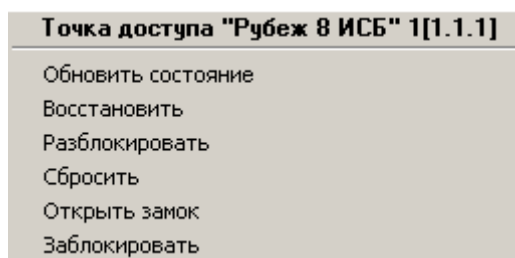 Точка доступа "Рубеж 8 ИСБ" 1[1.1.1]
Обновить состояние
Восстановить
Разблокировать
Сбросить
Открыть замок
Заблокировать